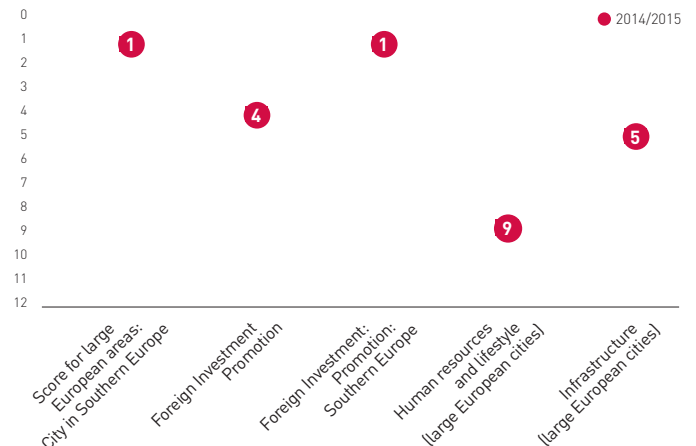 0
1
2
3
4
5
6
7
8
9
10
11
12
2014/2015
1
4
1
9
5
Score for large
European areas:
City in Southern Europe
Foreign Investment
Promotion
Foreign Investment:
Promotion:
Southern Europe
Human resources
and lifestyle
(large European cities)
Infrastructure
(large European cities)